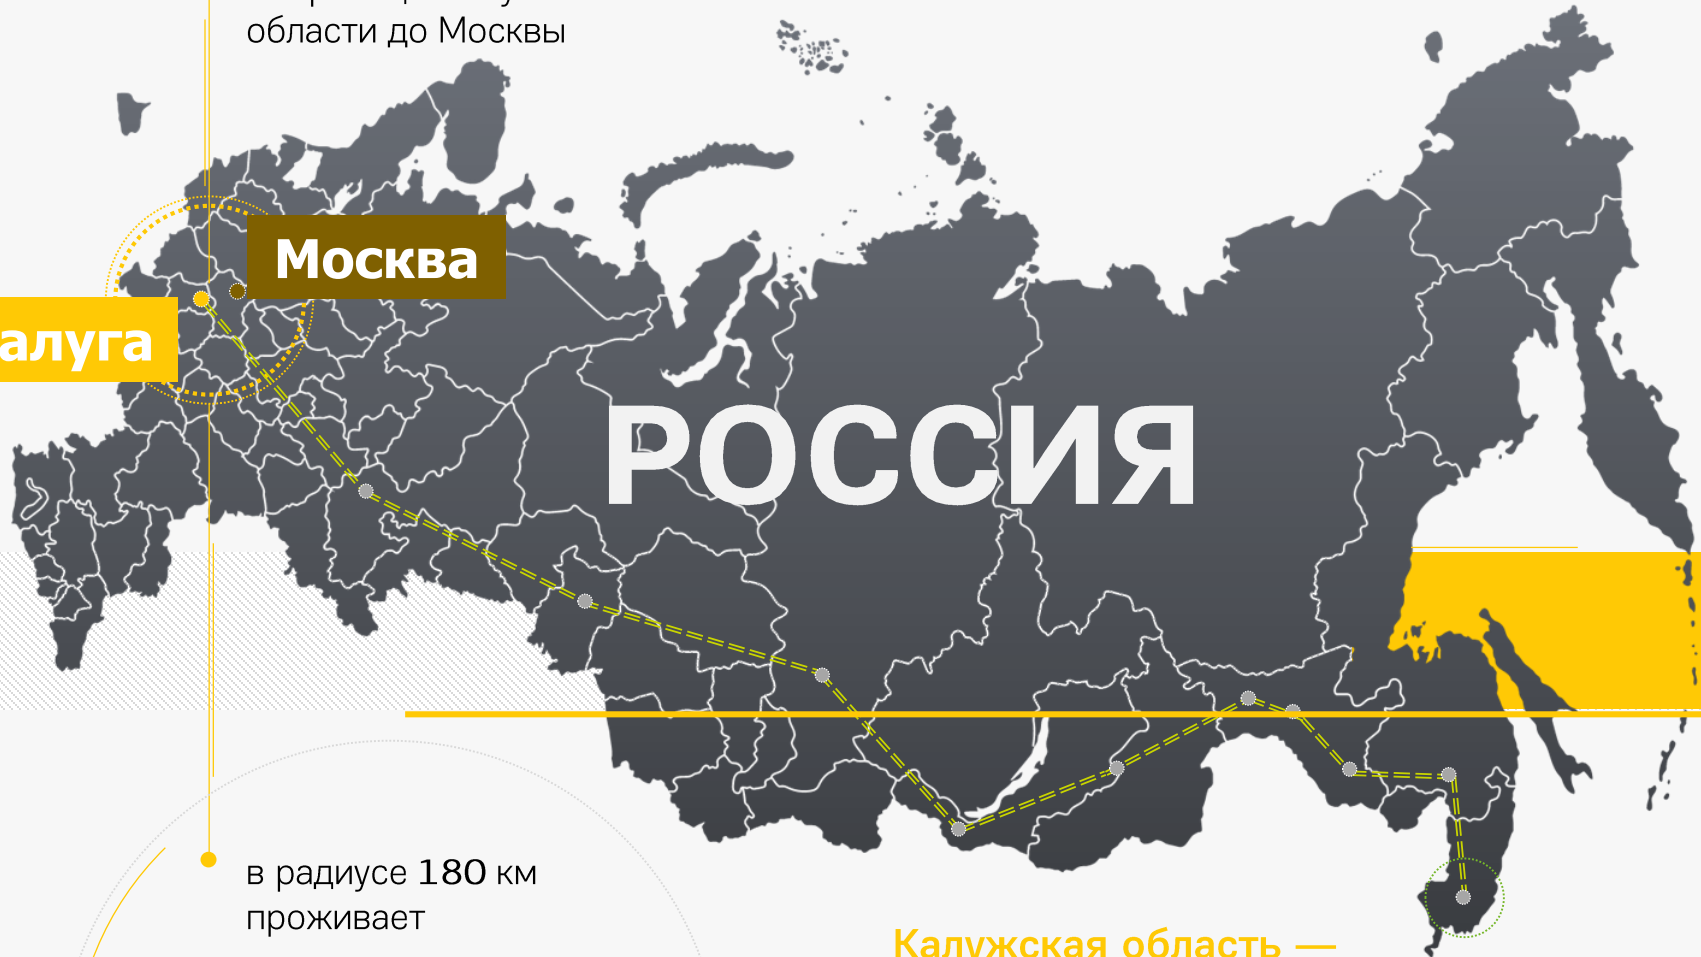 области до Москвы
Москва
алуга
РОССИЯ
в радиусе 180 км
проживает
Калужская область —